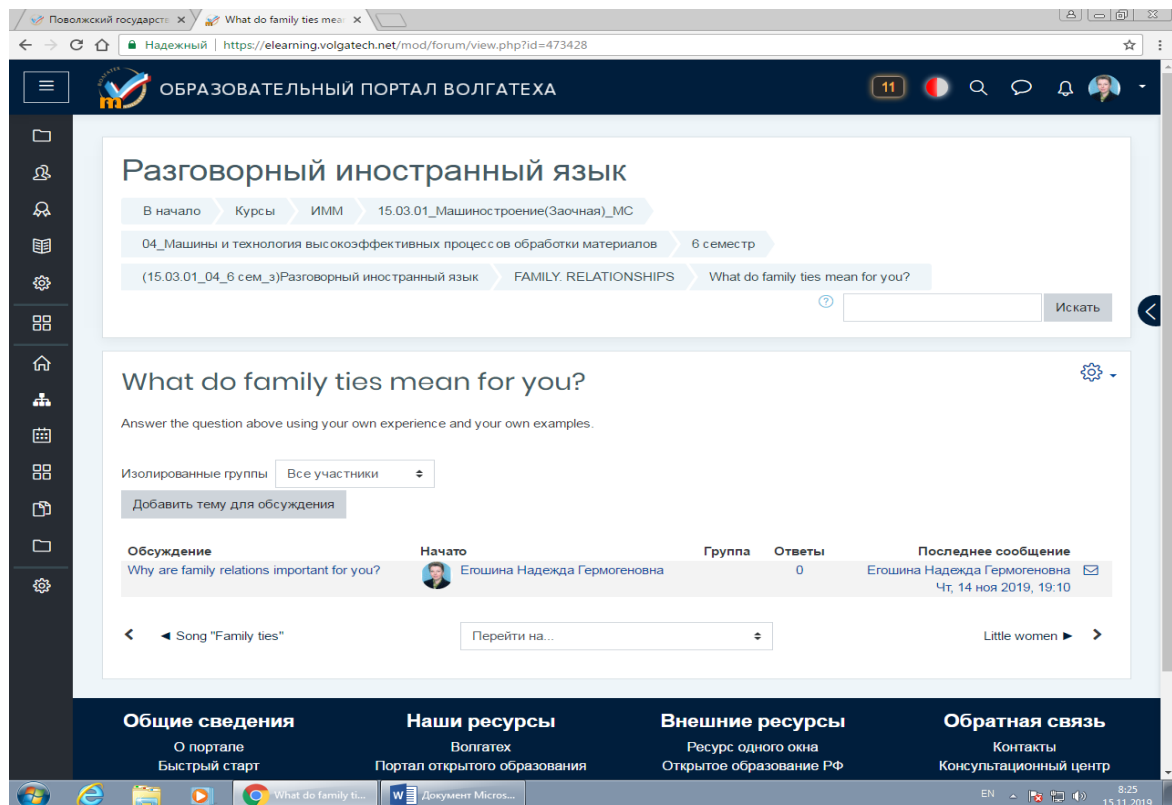 Поволжский государств
What do family ties mea
Надежный
https://elearning.volgatech.net/mod/forum/view.php?id=473428
ОБРАЗОВАТЕЛЬНЫЙ ПОРТАЛ ВОЛГАТЕХА
11
Разговорный иностранный язык
В начало Курсы ИММ 15.03.01_Машиностроение(Заочная)_МС
04_Машины и технология высокоэффективных процессов обработки материалов 6 семестр
(15.03.01_04_6 сем_з)Разговорный иностранный язык FAMILY. RELATIONSHIPS What do family ties mean for you?
Искать
What do family ties mean for you?
Answer the question above using your own experience and your own examples.
Изолированные группы Все участники
Добавить тему для обсуждения
Обсуждение Начато Группа Ответы Последнее сообщение
Why are family relations important for you? Егошина Надежда Гермогеновна 0 Егошина Надежда Гермогеновна
Чт, 14 ноя 2019, 19:10
◄ Song "Family ties" Перейти на... Little women ►
Общие сведения Наши ресурсы Внешние ресурсы Обратная связь
О портале Волгатех Ресурс одного окна Контакты
Быстрый старт Портал открытого образования Открытое образование РФ Консультационный центр
What do family ti... Документ Micros... EN 8:25
15.11.2019